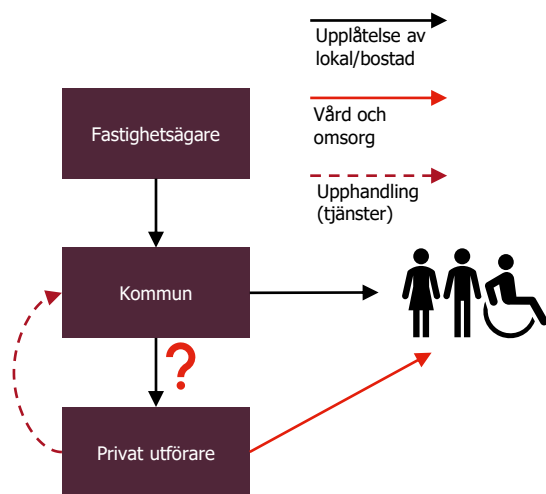 Upplåtelse av
lokal/bostad
Fastighetsägare
Vård och
omsorg
Upphandling
(tjänster)
Kommun
?
Privat utförare